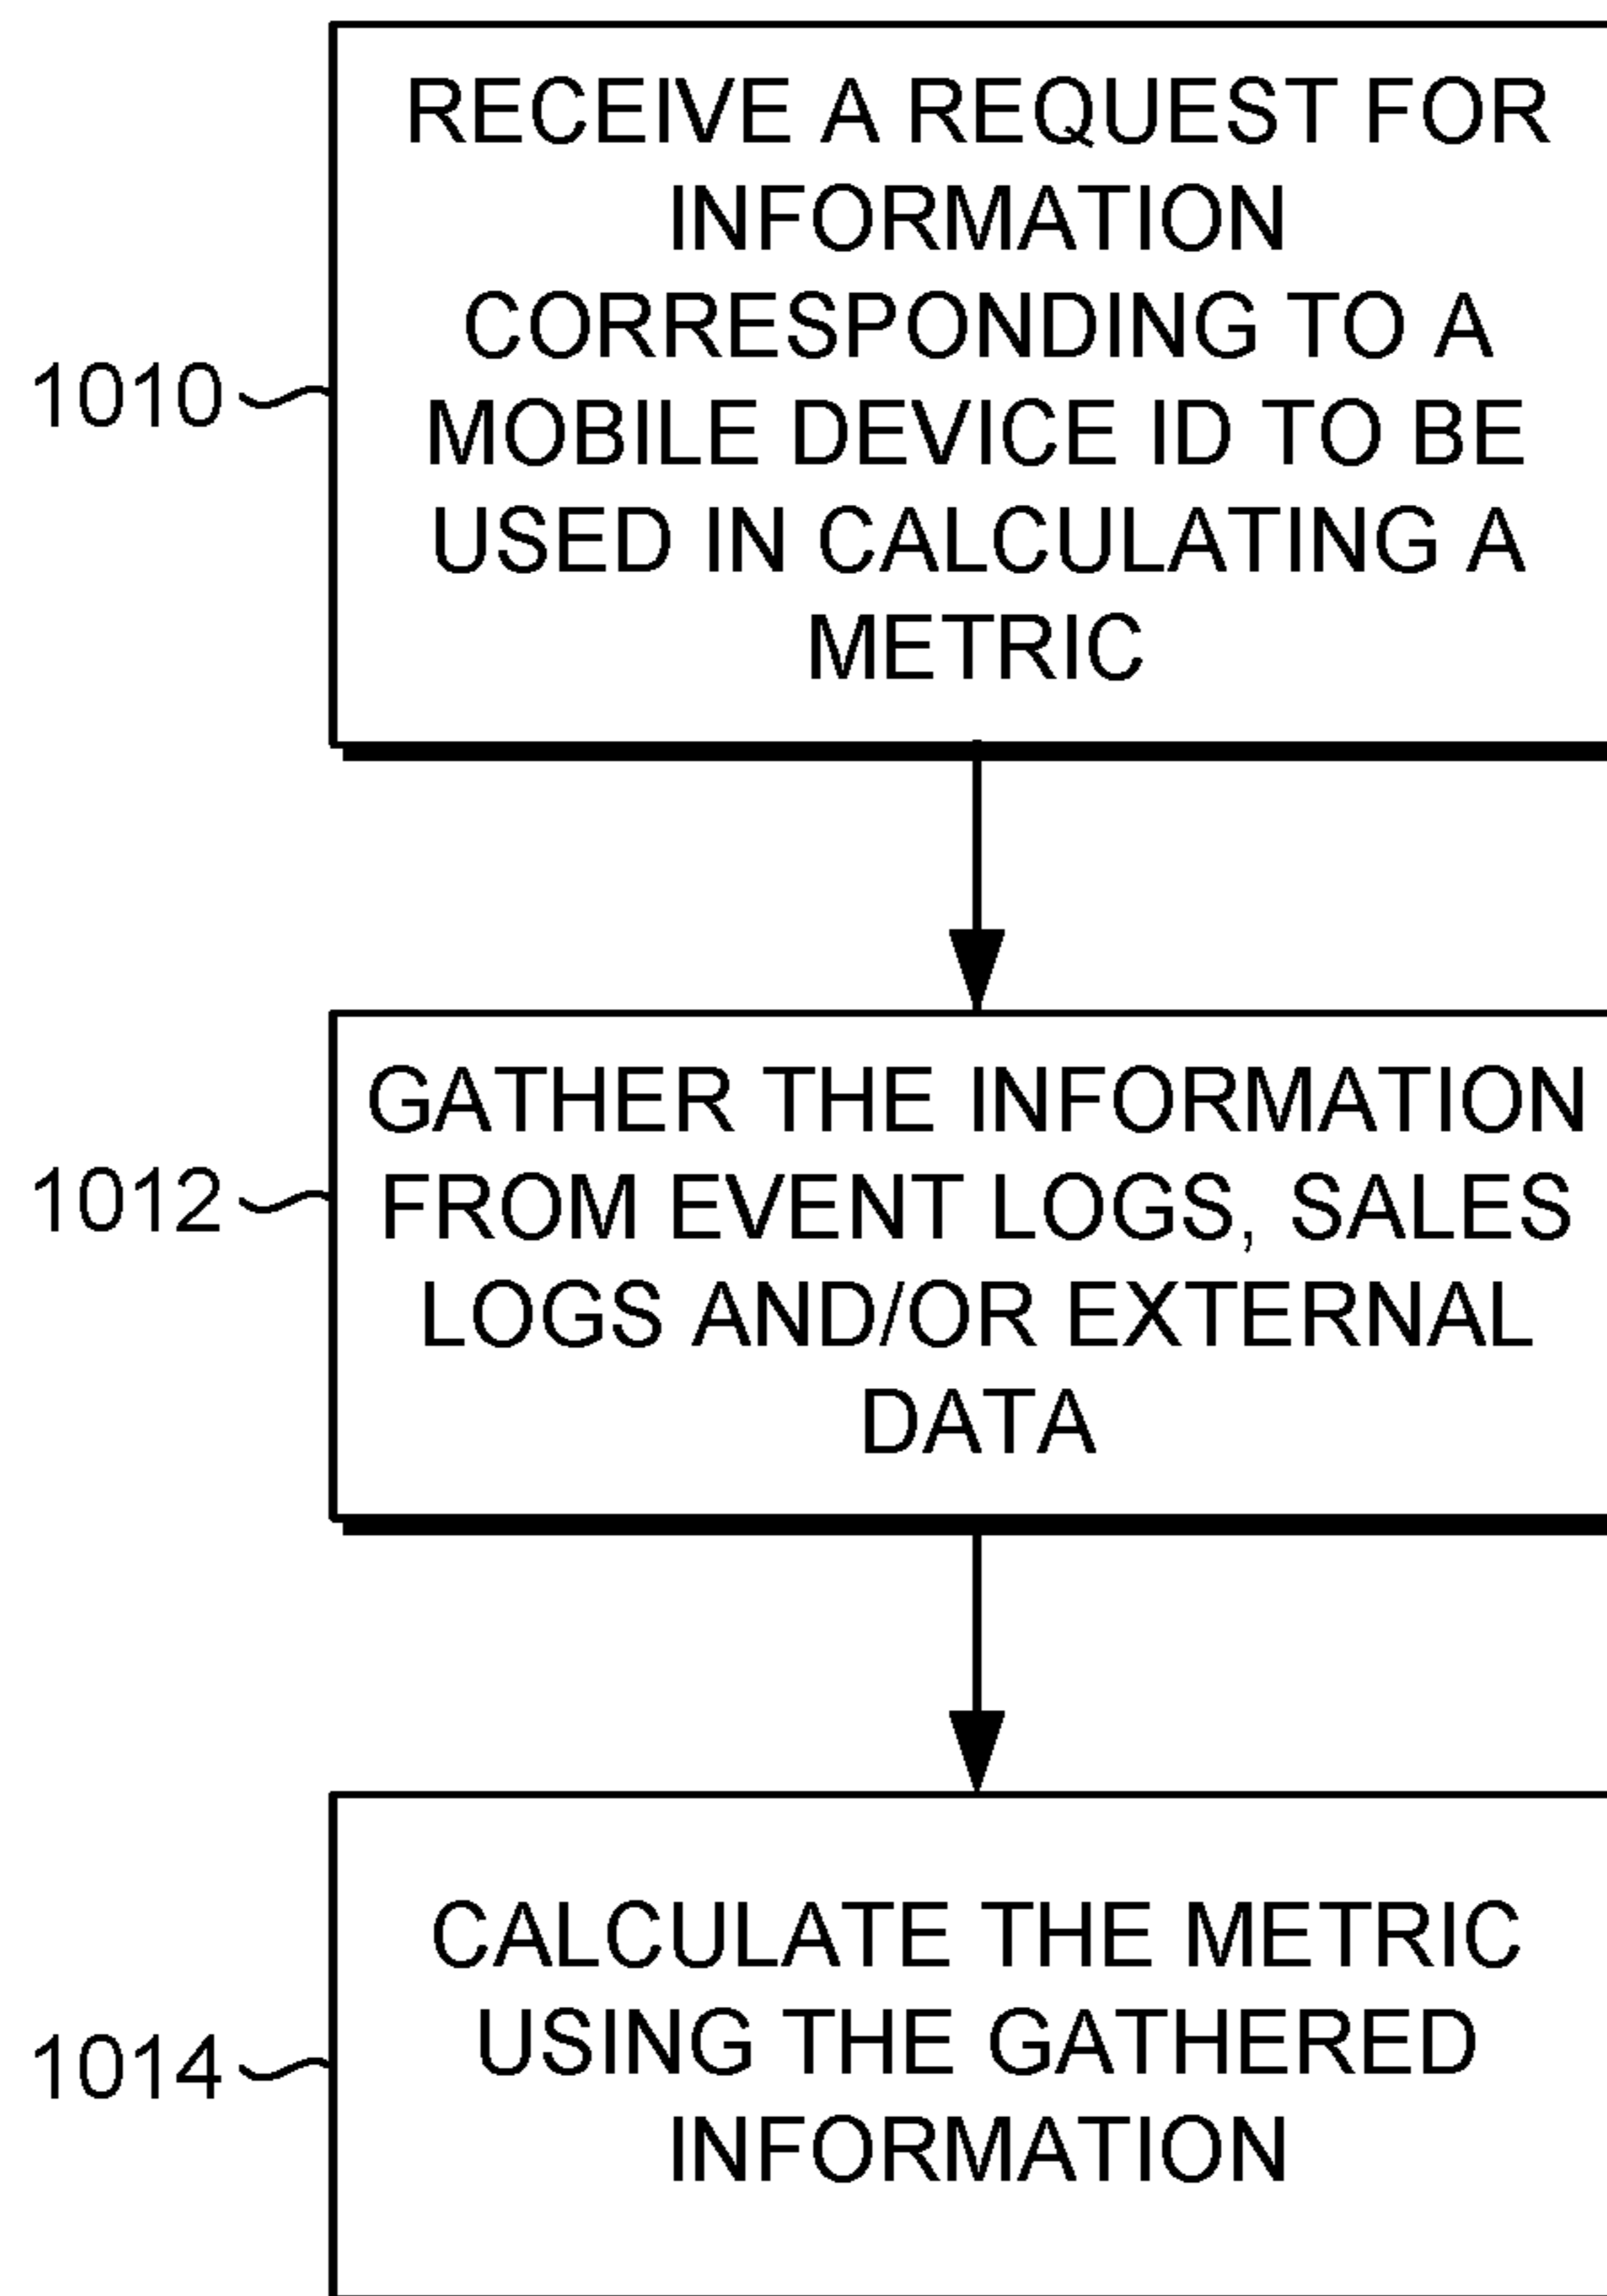 RECEIVE A REQUEST FOR
INFORMATION
CORRESPONDING TO A
1010
MOBILE DEVICE ID TO BE
USED IN CALCULATING A
METRIC
GATHER THE INFORMATION
1012
FROM EVENT LOGS, SALES
LOGS AND/OR EXTERNAL
DATA
CALCULATE THE METRIC
1014
USING THE GATHERED
INFORMATION